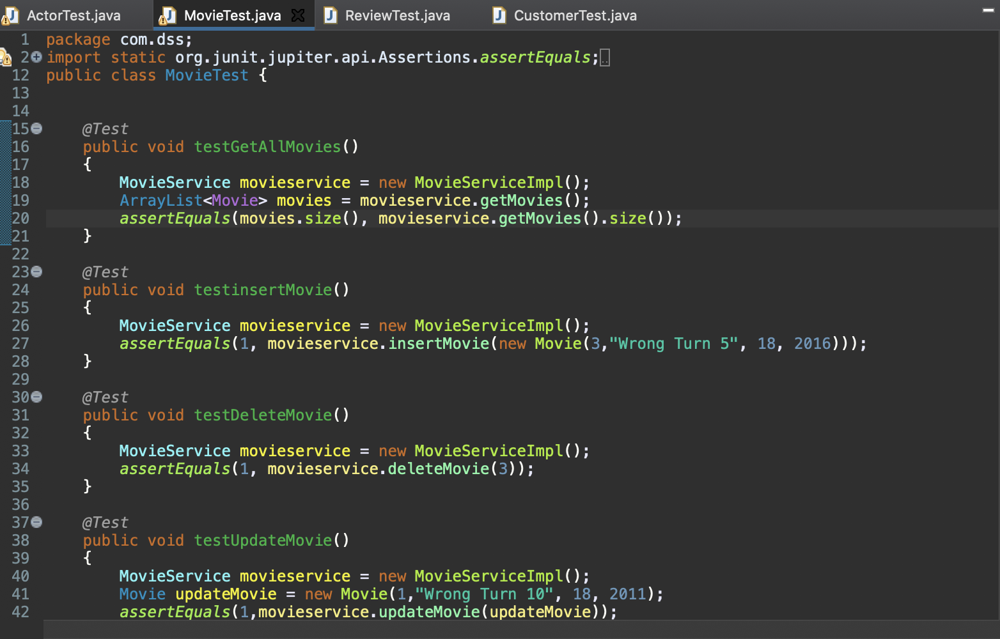 ActorTest.java MovieTest.java ReviewTest.java CustomerTest.java
1 package com.dss;
2 import static org.junit.jupiter.api.Assertions.assertEquals;..
12 public class MovieTest {
13
14
15 @Test
16 public void testGetAllMovies()
17 {
18 MovieService movieservice = new MovieServiceImpl();
19 ArrayList<Movie> movies = movieservice.getMovies();
20 assertEquals(movies.size(), movieservice.getMovies().size());
21 }
22
23 @Test
24 public void testinsertMovie()
25 {
26 MovieService movieservice = new MovieServiceImpl();
27 assertEquals(1, movieservice.insertMovie(new Movie(3,"Wrong Turn 5", 18, 2016)));
28 }
29
30 @Test
31 public void testDeleteMovie()
32 {
33 MovieService movieservice = new MovieServiceImpl();
34 assertEquals(1, movieservice.deleteMovie(3));
35 }
36
37 @Test
38 public void testUpdateMovie()
39 {
40 MovieService movieservice = new MovieServiceImpl();
41 Movie updateMovie = new Movie(1,"Wrong Turn 10", 18, 2011);
42 assertEquals(1,movieservice.updateMovie(updateMovie));